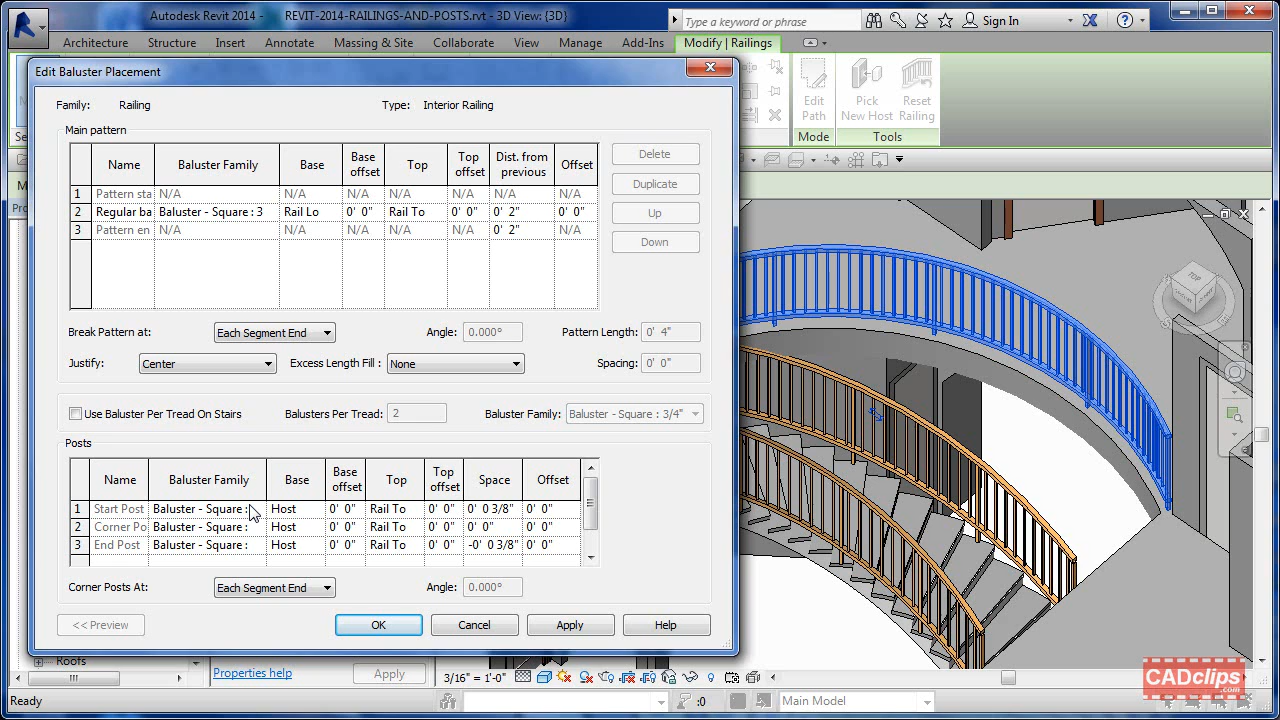 Autodesk Revit 2014 - REVIT-2014-RAILINGS-AND-POSTS.rvt - 3D View: {3D}
Type a keyword or phrase
Sign In
Architecture Structure Insert Annotate Massing & Site Collaborate View Manage Add-Ins Modify | Railings
Edit Baluster Placement
Edit Path
Pick New Host
Reset Railing
Mode Tools
Family: Railing Type: Interior Railing
Main pattern
Name Baluster Family Base Base offset Top Top offset Dist. from previous Offset
1 Pattern sta N/A N/A N/A N/A N/A N/A N/A
2 Regular ba Baluster - Square : 3 Rail Lo 0' 0" Rail To 0' 0" 0' 2" 0' 0"
3 Pattern en N/A N/A N/A N/A N/A 0' 2" N/A
Delete
Duplicate
Up
Down
Break Pattern at: Each Segment End Angle: 0.000° Pattern Length: 0' 4"
Justify: Center Excess Length Fill : None Spacing: 0' 0"
Use Baluster Per Tread On Stairs Balusters Per Tread: 2 Baluster Family: Baluster - Square : 3/4"
Posts
Name Baluster Family Base Base offset Top Top offset Space Offset
1 Start Post Baluster - Square : Host 0' 0" Rail To 0' 0" 0' 0 3/8" 0' 0"
2 Corner Po Baluster - Square : Host 0' 0" Rail To 0' 0" 0' 0" 0' 0"
3 End Post Baluster - Square : Host 0' 0" Rail To 0' 0" -0' 0 3/8" 0' 0"
Corner Posts At: Each Segment End Angle: 0.000°
<< Preview OK Cancel Apply Help
TOP
Roofs
Properties help Apply
3/16" = 1'-0"
Ready
:0 Main Model
CADclips
.com